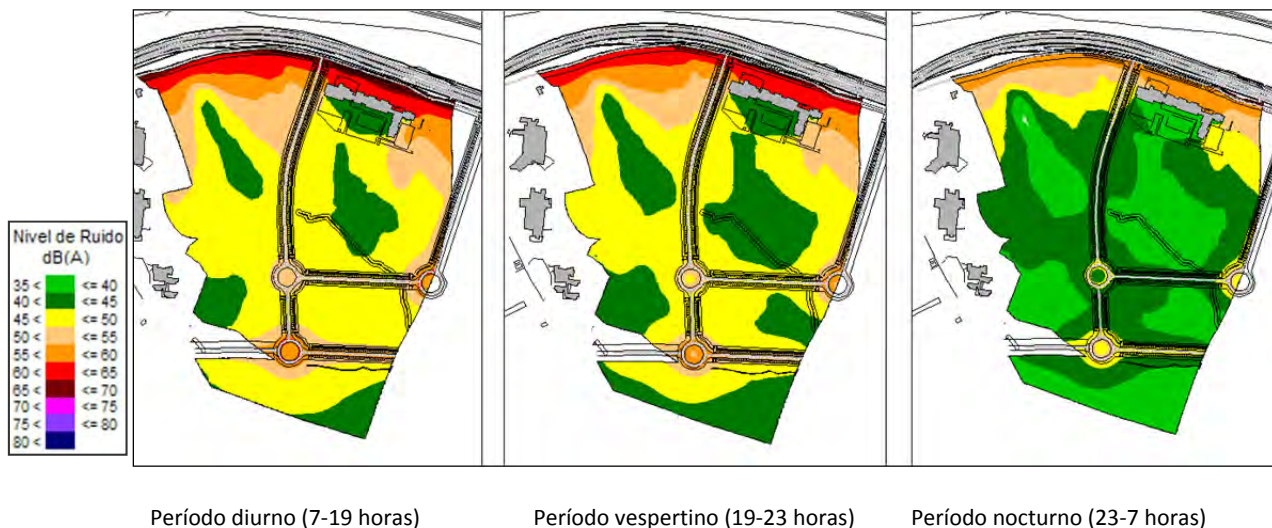 Nivel de Ruido
dB(A)
35 < <= 40
40 < <= 45
45 < <= 50
50 < <= 55
55 < <= 60
60 < <= 65
65 < <= 70
70 < <= 75
75 < <= 80
80 <
Período diurno (7-19 horas) Período vespertino (19-23 horas) Período nocturno (23-7 horas)